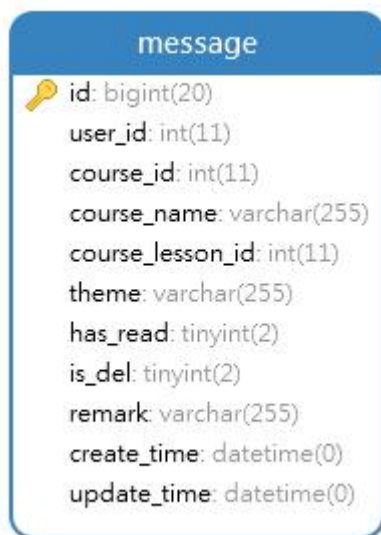 message
id: bigint(20)
user_id: int(11)
course_id: int(11)
course_name: varchar(255)
course_lesson_id: int(11)
theme: varchar(255)
has_read: tinyint(2)
is_del: tinyint(2)
remark: varchar(255)
create_time: datetime(0)
update_time: datetime(0)